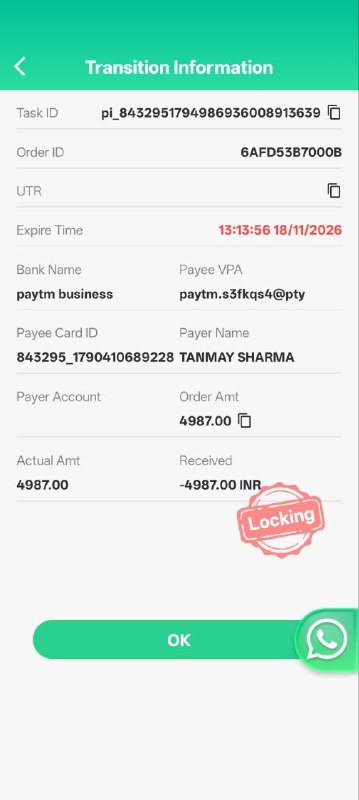 Transition Information
Task ID pi_8432951794986936008913639
Order ID 6AFD53B7000B
UTR
Expire Time 13:13:56 18/11/2026
Bank Name Payee VPA
paytm business paytm.s3fkqs4@pty
Payee Card ID Payer Name
843295_1790410689228 TANMAY SHARMA
Payer Account Order Amt
4987.00
Actual Amt Received
4987.00 -4987.00 INR
Locking
OK